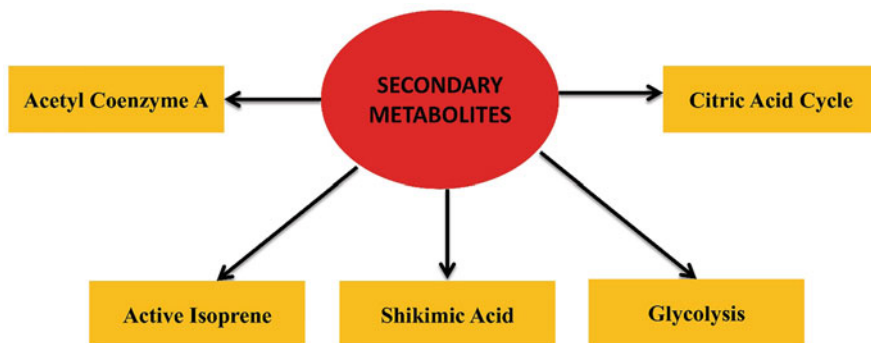 SECONDARY
METABOLITES
Acetyl Coenzyme A
Citric Acid Cycle
Active Isoprene
Shikimic Acid
Glycolysis